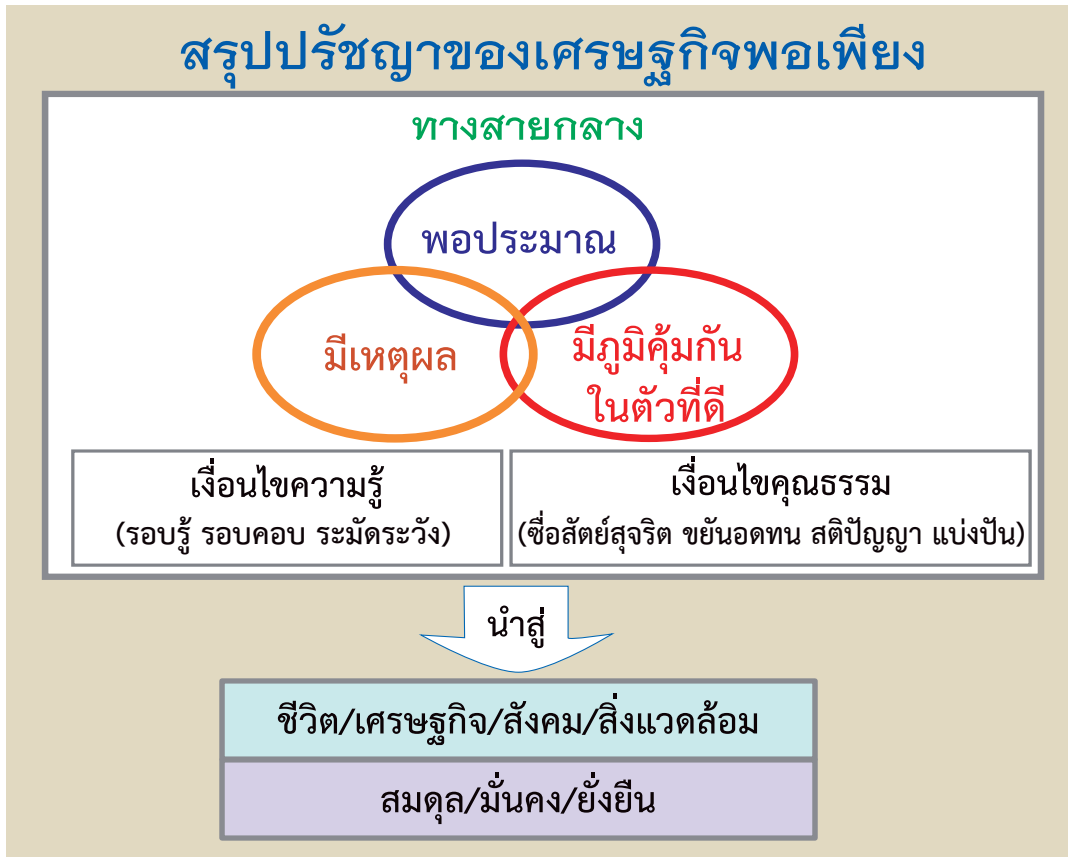 สรุปปรัชญาของเศรษฐกิจพอเพียง
ทางสายกลาง
พอประมาณ
มีเหตุผล
มีภูมิคุ้มกัน
ในตัวที่ดี
เงื่อนไขความรู้
(รอบรู้ รอบคอบ ระมัดระวัง)
เงื่อนไขคุณธรรม
(ซื่อสัตย์สุจริต ขยันอดทน สติปัญญา แบ่งปัน)
นำสู่
ชีวิต/เศรษฐกิจ/สังคม/สิ่งแวดล้อม
สมดุล/มั่นคง/ยั่งยืน